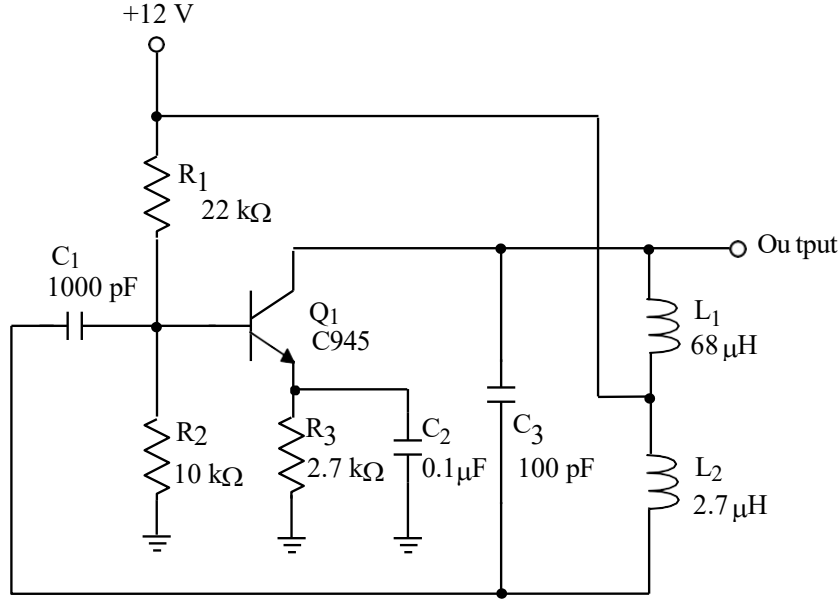 +12 V
R1
22 kΩ
C1
1000 pF
Q1
C945
Ou tput
L1
68 μH
R2
10 kΩ
R3
2.7 kΩ
C2
0.1μF
C3
100 pF
L2
2.7 μH